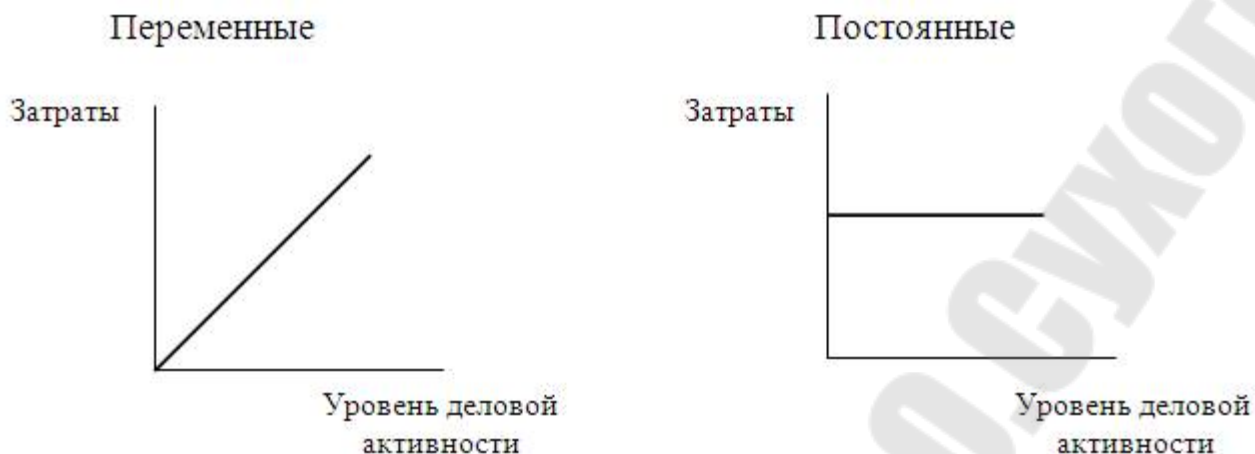 Переменные
Постоянные
Затраты
Затраты
Уровень деловой
активности
Уровень деловой
активности